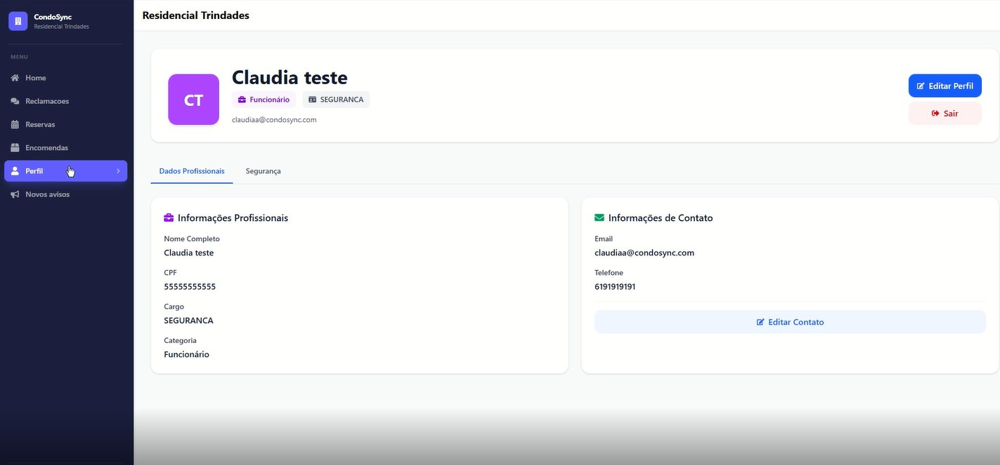 CondoSync
Residencial Trindades
MENU
Home
Reclamacoes
Reservas
Encomendas
Perfil
Novos avisos
Residencial Trindades
CT
Claudia teste
Funcionário SEGURANCA
claudiaa@condosync.com
Editar Perfil
Sair
Dados Profissionais Segurança
Informações Profissionais
Nome Completo
Claudia teste
CPF
55555555555
Cargo
SEGURANCA
Categoria
Funcionário
Informações de Contato
Email
claudiaa@condosync.com
Telefone
6191919191
Editar Contato